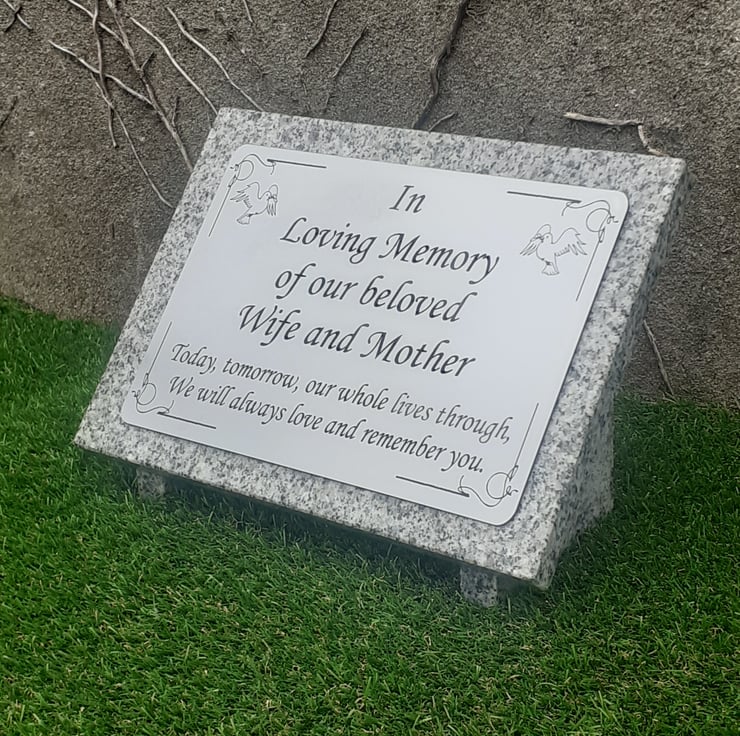 In
Loving Memory
of our beloved
Wife and Mother
Today, tomorrow, our whole lives through,
We will always love and remember you.